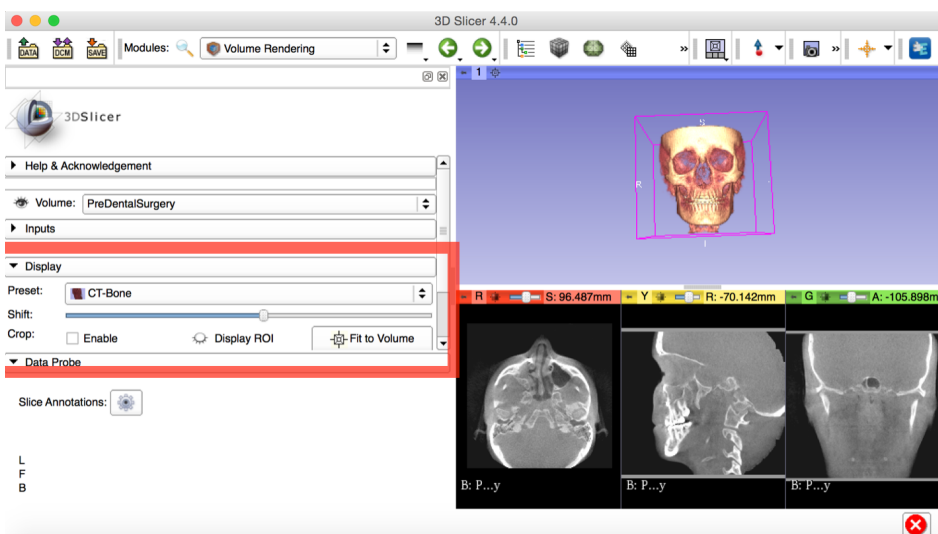 3D Slicer 4.4.0
DATA DCM SAVE Modules: Volume Rendering
1
3DSlicer
Help & Acknowledgement
Volume: PreDentalSurgery
Inputs
Display
Preset: CT-Bone
Shift:
Crop: Enable Display ROI Fit to Volume
Data Probe
Slice Annotations:
L
F
B
S
R
I
R S: 96.487mm Y R: -70.142mm G A: -105.898m
B: P...y B: P...y B: P...y